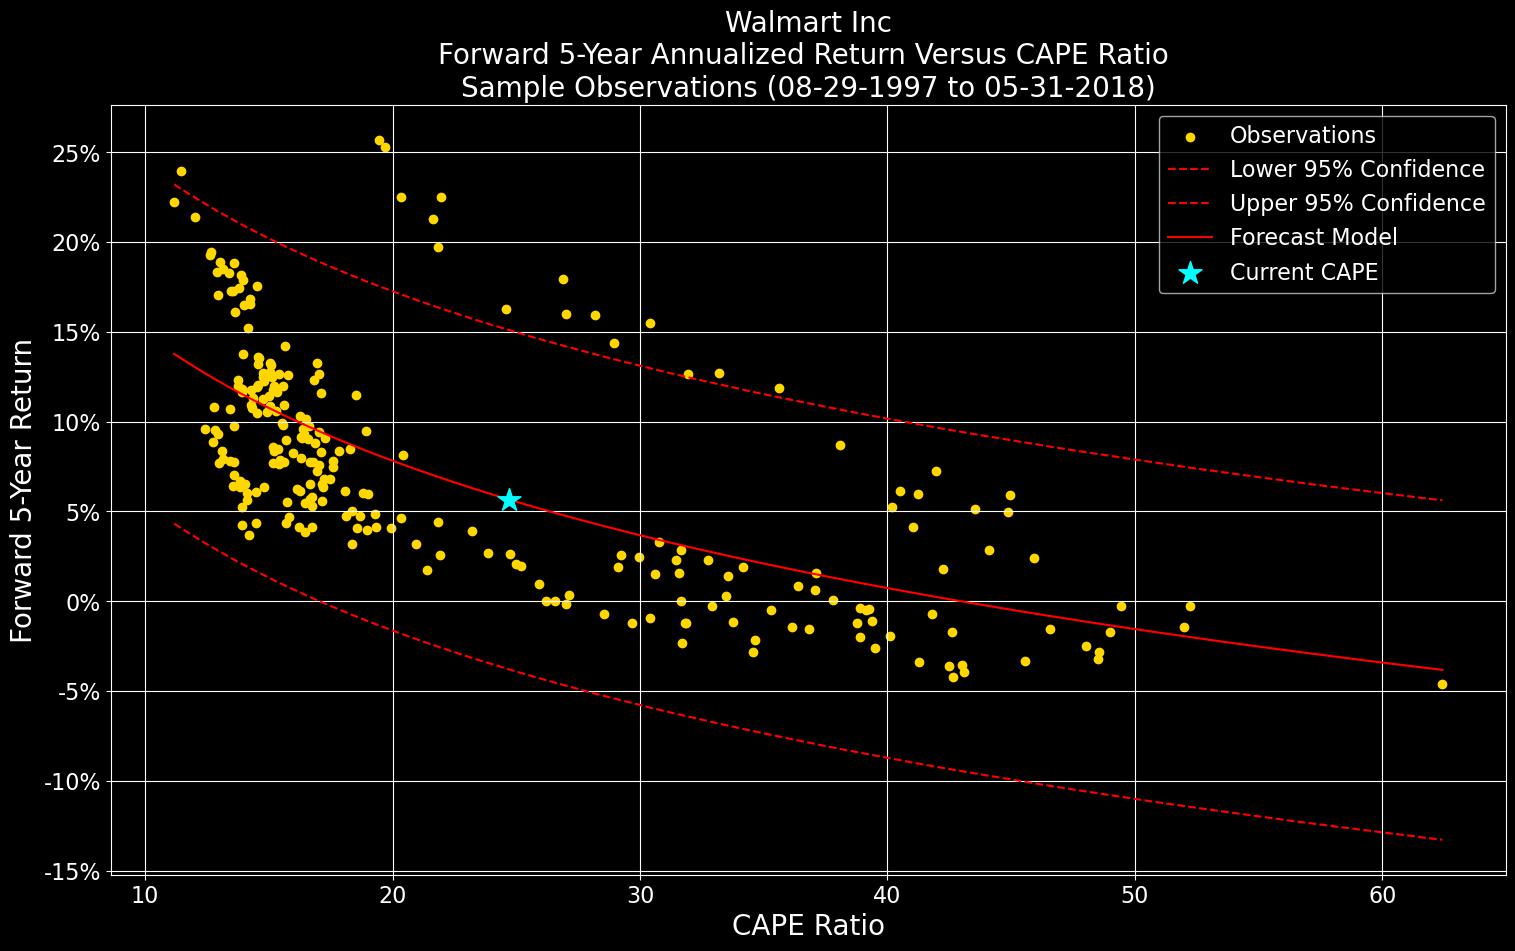 Walmart Inc
Forward 5-Year Annualized Return Versus CAPE Ratio
Sample Observations (08-29-1997 to 05-31-2018)
Observations
Lower 95% Confidence
Upper 95% Confidence
Forecast Model
Current CAPE
Forward 5-Year Return
25%
20%
15%
10%
5%
0%
-5%
-10%
-15%
10 20 30 40 50 60
CAPE Ratio